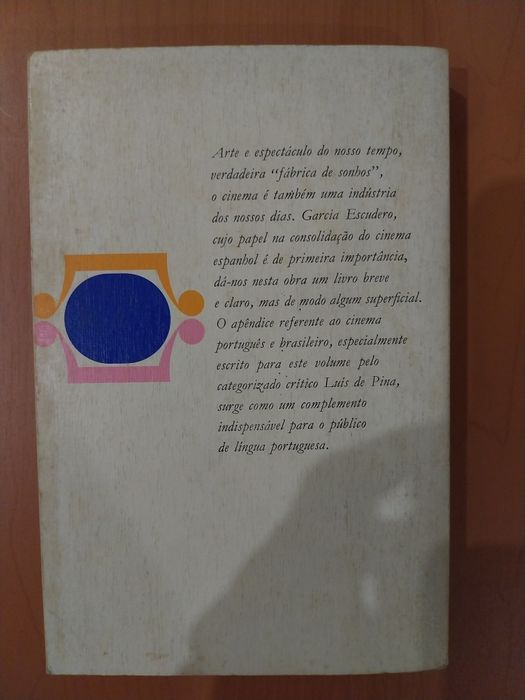 Arte e espectáculo do nosso tempo,
verdadeira "fábrica de sonhos",
o cinema é também uma indústria
dos nossos dias. Garcia Escudero,
cujo papel na consolidação do cinema
espanhol é de primeira importância,
dá-nos nesta obra um livro breve
e claro, mas de modo algum superficial.
O apêndice referente ao cinema
português e brasileiro, especialmente
escrito para este volume pelo
categorizado crítico Luís de Pina,
surge como um complemento
indispensável para o público
de língua portuguesa.